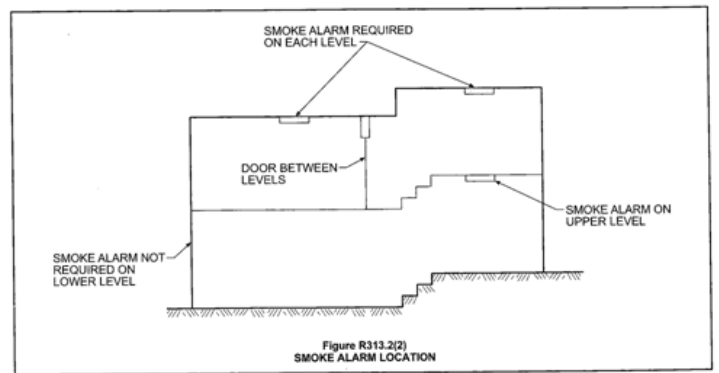 SMOKE ALARM REQUIRED
ON EACH LEVEL
DOOR BETWEEN
LEVELS
SMOKE ALARM ON
UPPER LEVEL
SMOKE ALARM NOT
REQUIRED ON
LOWER LEVEL
Figure R313.2(2)
SMOKE ALARM LOCATION